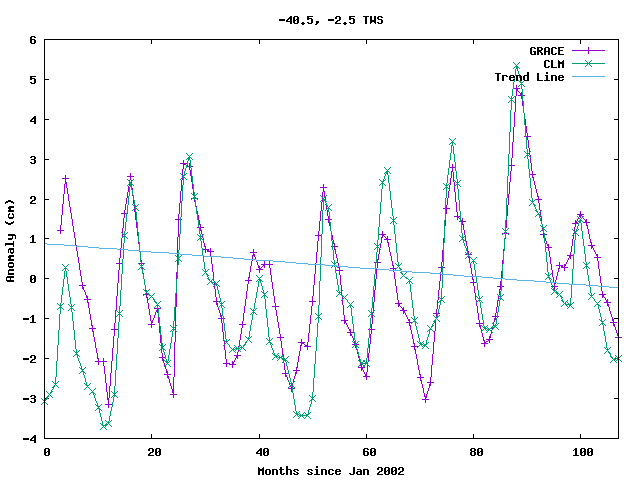 -40.5, -2.5 TWS
GRACE
CLM
Trend Line
6
5
4
3
2
1
0
-1
-2
-3
-4
Anomaly (cm)
0 20 40 60 80 100
Months since Jan 2002